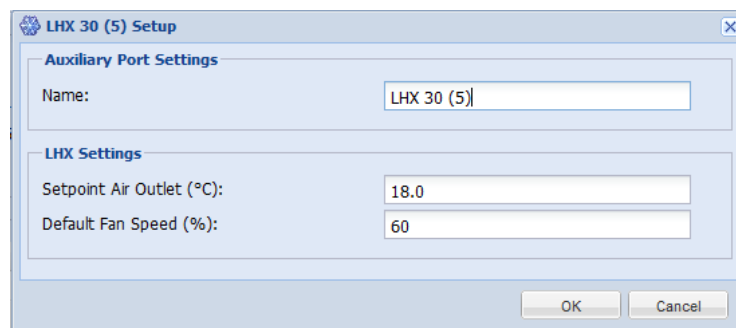 LHX 30 (5) Setup
Auxiliary Port Settings
Name: LHX 30 (5)
LHX Settings
Setpoint Air Outlet (°C): 18.0
Default Fan Speed (%): 60
OK Cancel